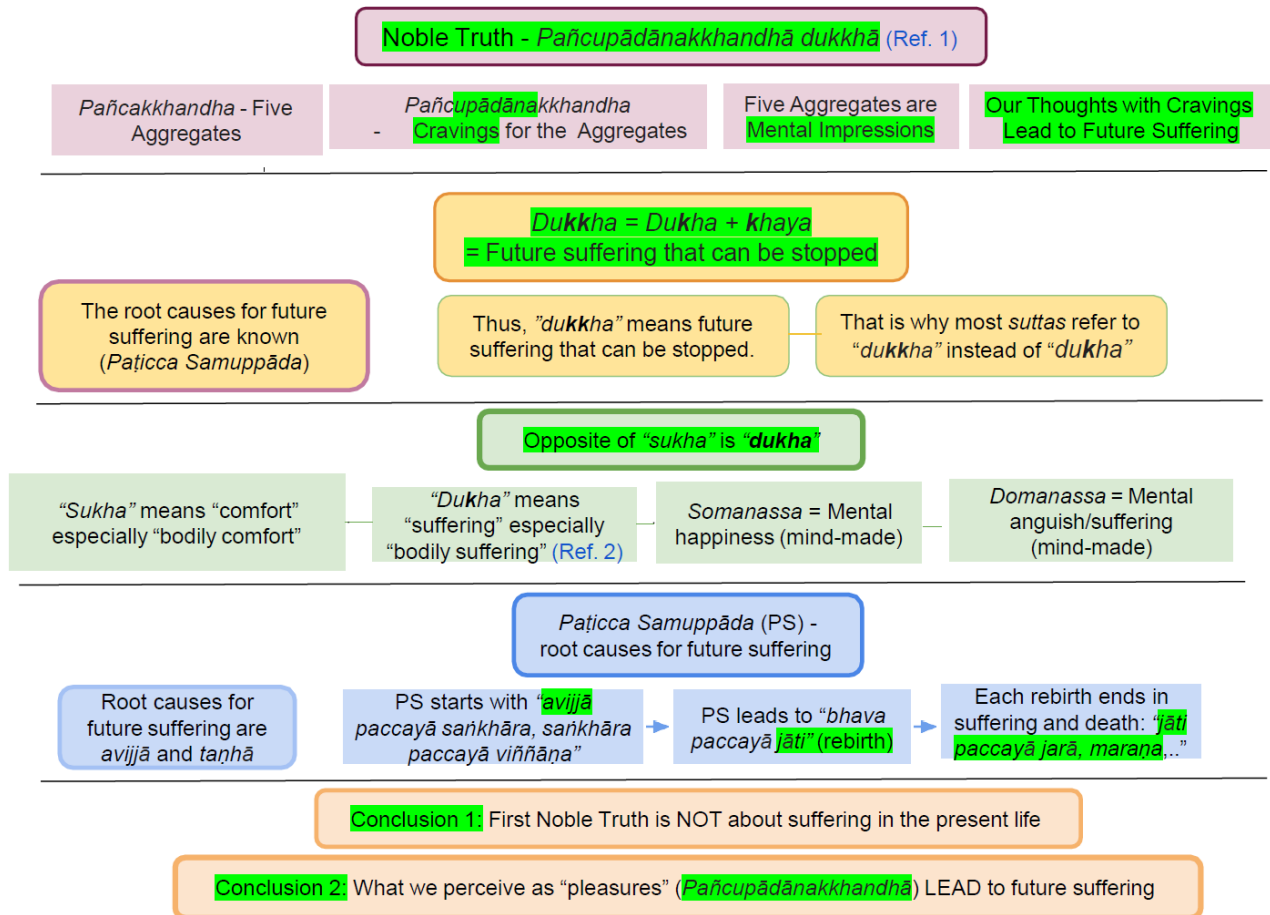 Noble Truth - Pañcupādānakkhandhā dukkhā (Ref. 1)
Pañcakkhandha - Five
Aggregates
Pañcupādānakkhandha
- Cravings for the Aggregates
Five Aggregates are
Mental Impressions
Our Thoughts with Cravings
Lead to Future Suffering
Dukkha = Dukha + khaya
= Future suffering that can be stopped
The root causes for future
suffering are known
(Paṭicca Samuppāda)
Thus, ”dukkha” means future
suffering that can be stopped.
That is why most suttas refer to
“dukkha” instead of “dukha”
Opposite of “sukha” is “dukha”
“Sukha” means “comfort”
especially “bodily comfort”
“Dukha” means
“suffering” especially
“bodily suffering” (Ref. 2)
Somanassa = Mental
happiness (mind-made)
Domanassa = Mental
anguish/suffering
(mind-made)
Paṭicca Samuppāda (PS) -
root causes for future suffering
Root causes for
future suffering are
avijjā and taṇhā
PS starts with “avijjā
paccayā saṅkhāra, saṅkhāra
paccayā viññāṇa”
PS leads to “bhava
paccayā jāti” (rebirth)
Each rebirth ends in
suffering and death: “jāti
paccayā jarā, maraṇa,..”
Conclusion 1: First Noble Truth is NOT about suffering in the present life
Conclusion 2: What we perceive as “pleasures” (Pañcupādānakkhandhā) LEAD to future suffering